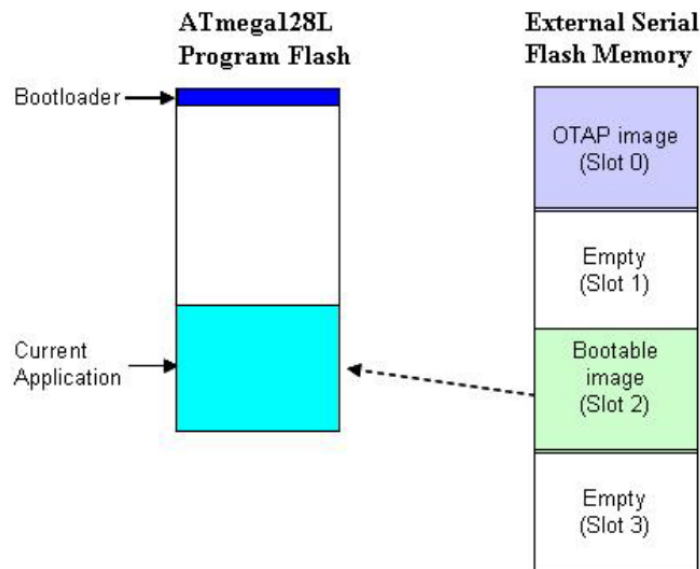 ATmega128L
Program Flash
External Serial
Flash Memory
Bootloader
OTAP image
(Slot 0)
Empty
(Slot 1)
Current
Application
Bootable
image
(Slot 2)
Empty
(Slot 3)